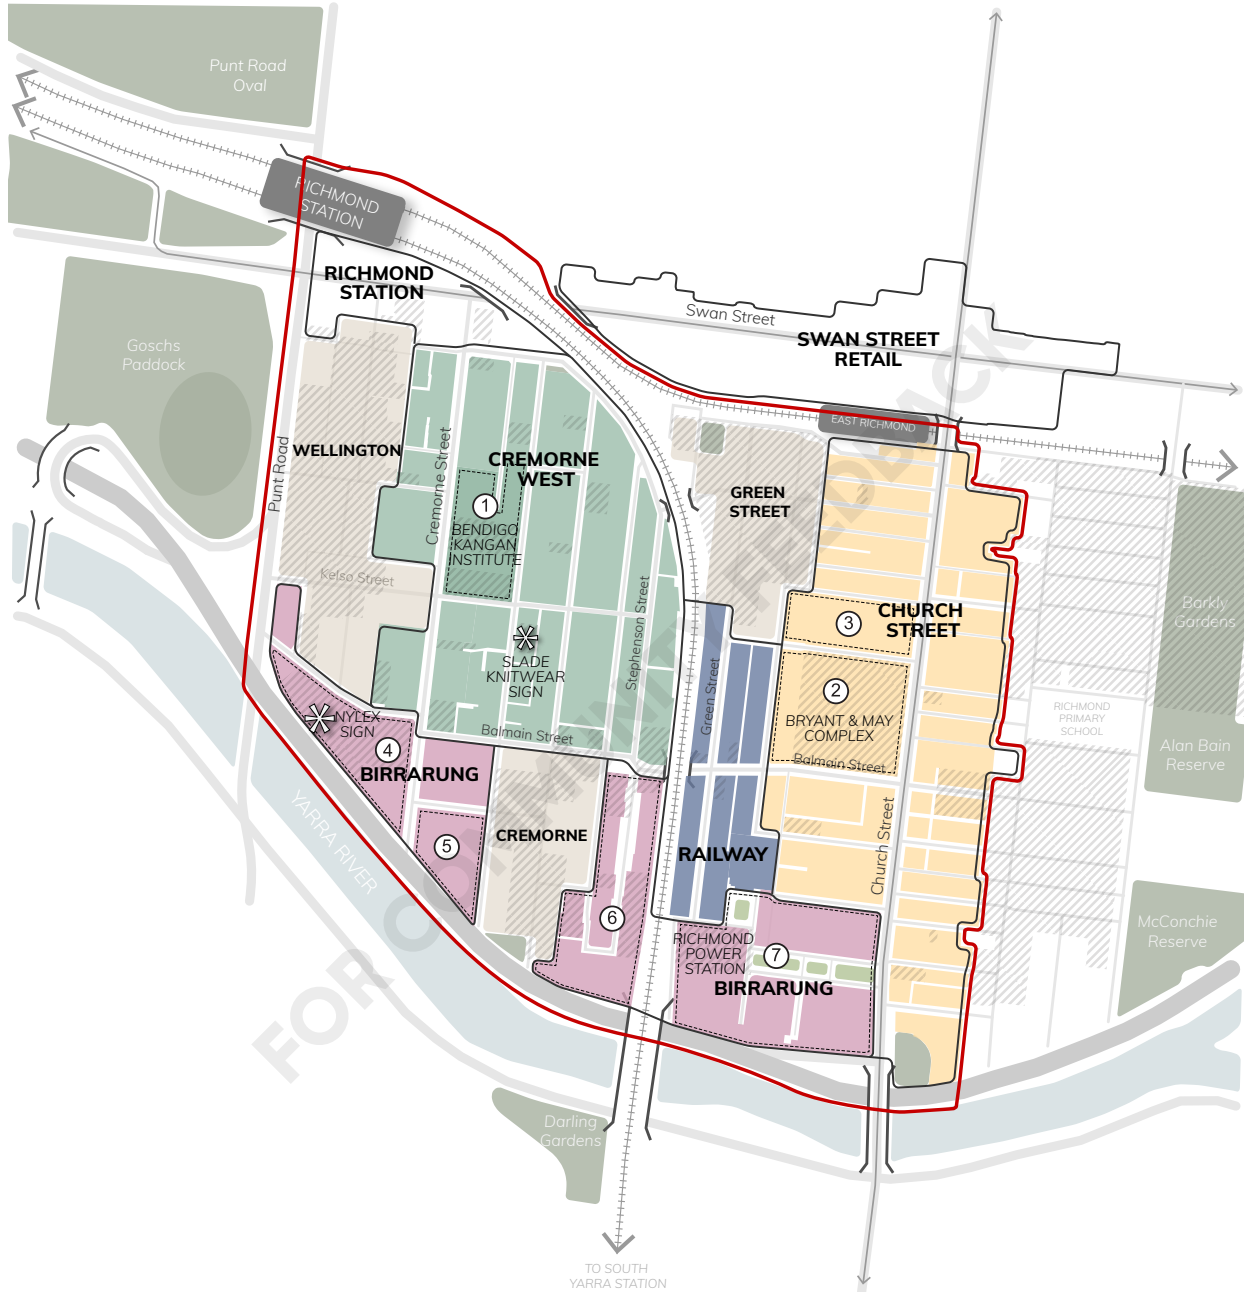 Punt Road
Oval
RICHMOND
STATION
RICHMOND
STATION
Swan Street
SWAN STREET
RETAIL
Goschs
Paddock
EAST RICHMOND
WELLINGTON
Punt Road
Cremorne Street
CREMORNE
WEST
1
BENDIGO
KANGAN
INSTITUTE
GREEN
STREET
Kelso Street
Stephenson Street
SLADE
KNITWEAR
SIGN
Green Street
3
CHURCH
STREET
Barkly
Gardens
2
BRYANT & MAY
COMPLEX
Balmain Street
RICHMOND
PRIMARY
SCHOOL
Alan Bain
Reserve
NYLEX
SIGN
4
BIRRARUNG
Balmain Street
YARRA RIVER
5
CREMORNE
RAILWAY
Church Street
6
RICHMOND
POWER
STATION
7
BIRRARUNG
McConchie
Reserve
Darling
Gardens
TO SOUTH
YARRA STATION
FOR COMMUNITY FEEDBACK